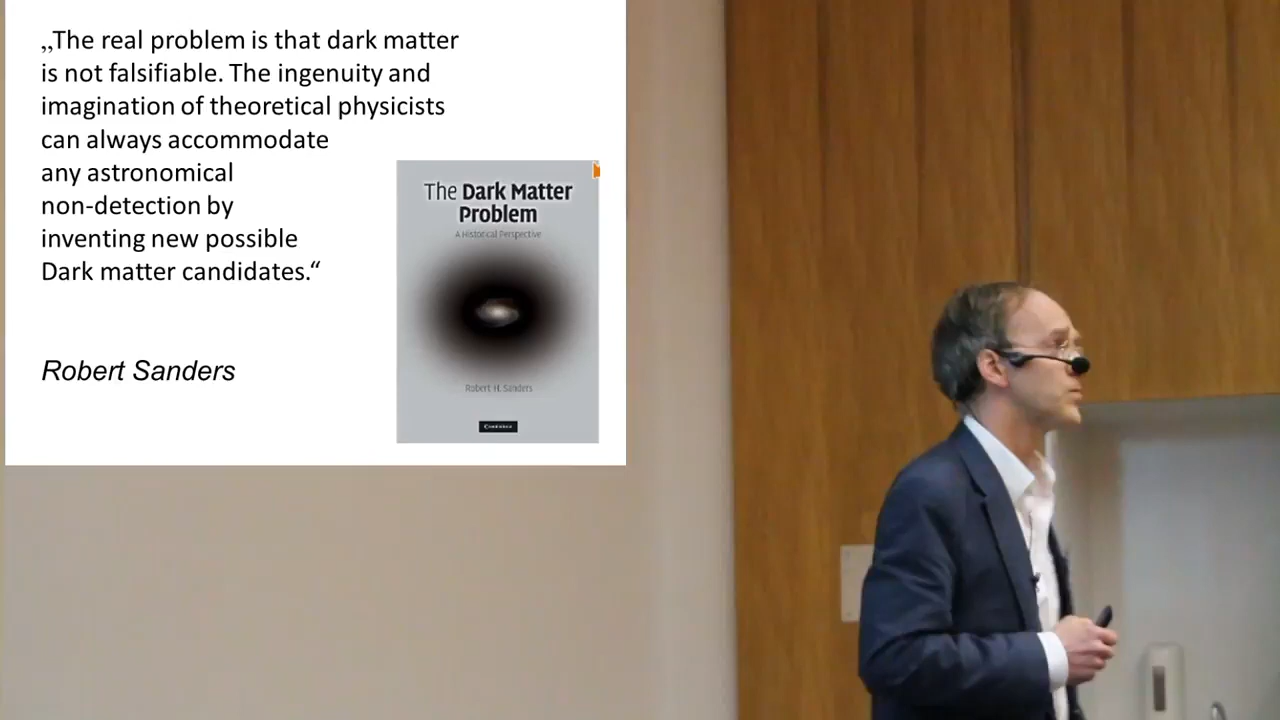 „The real problem is that dark matter
is not falsifiable. The ingenuity and
imagination of theoretical physicists
can always accommodate
any astronomical
non-detection by
inventing new possible
Dark matter candidates.“
Robert Sanders
The Dark Matter
Problem
A Historical Perspective
Robert H. Sanders